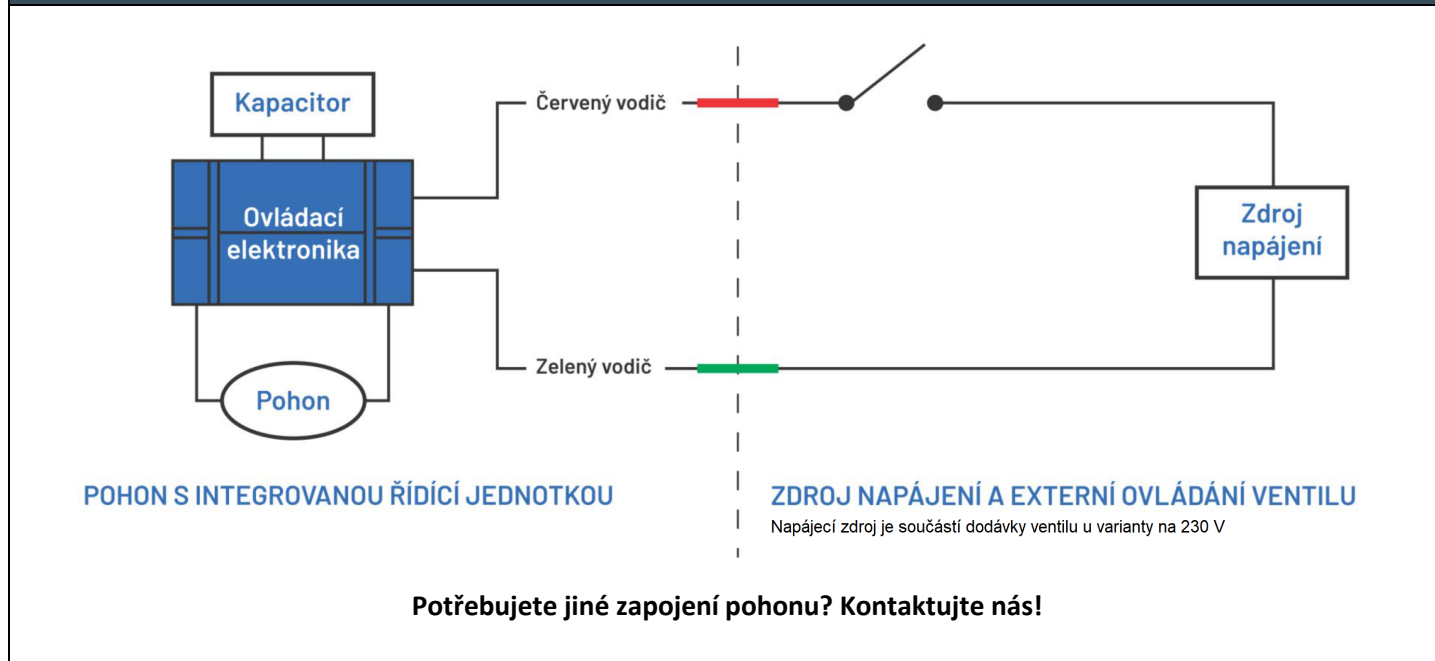 Kapacitor
Červený vodič
Ovládací
elektronika
Zdroj
napájení
Zelený vodič
Pohon
POHON S INTEGROVANOU ŘÍDÍCÍ JEDNOTKOU
ZDROJ NAPÁJENÍ A EXTERNÍ OVLÁDÁNÍ VENTILU
Napájecí zdroj je součástí dodávky ventilu u varianty na 230 V
Potřebujete jiné zapojení pohonu? Kontaktujte nás!